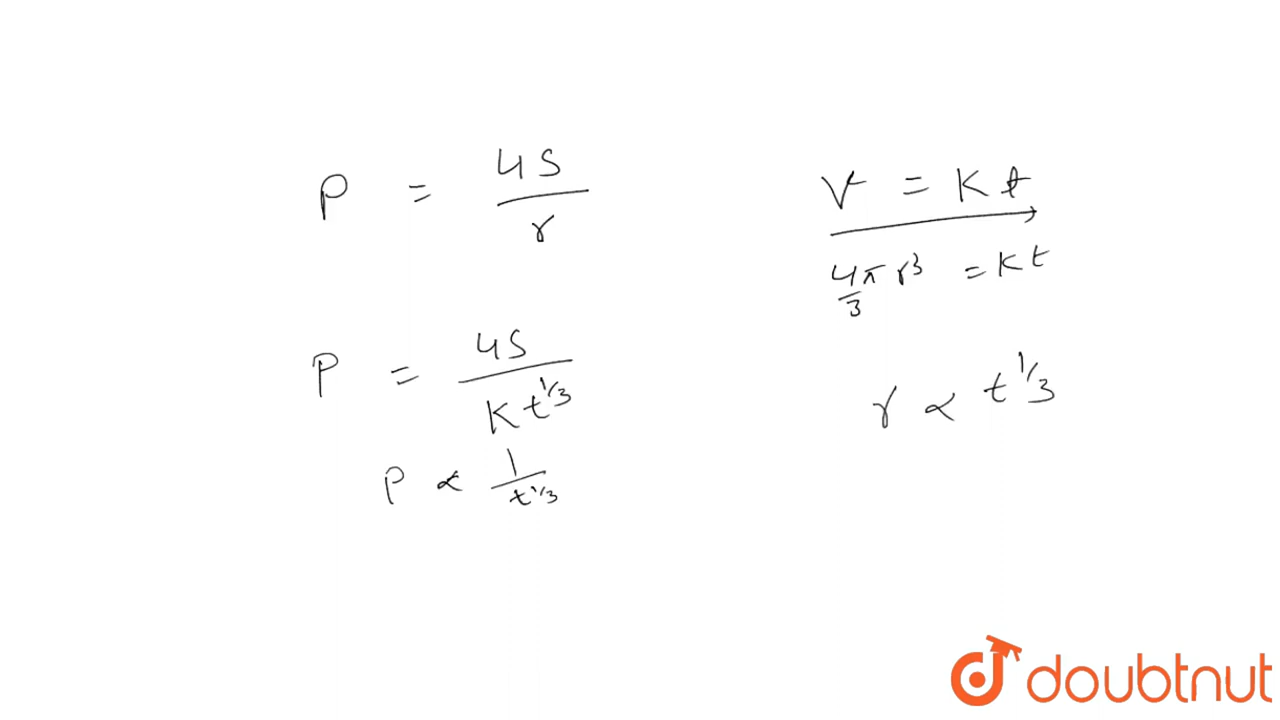 P = 4S/r
V = Kt
4/3 π r³ = Kt
P = 4S/Kt^1/3
r ∝ t^1/3
P ∝ 1/t^1/3
doubtnut